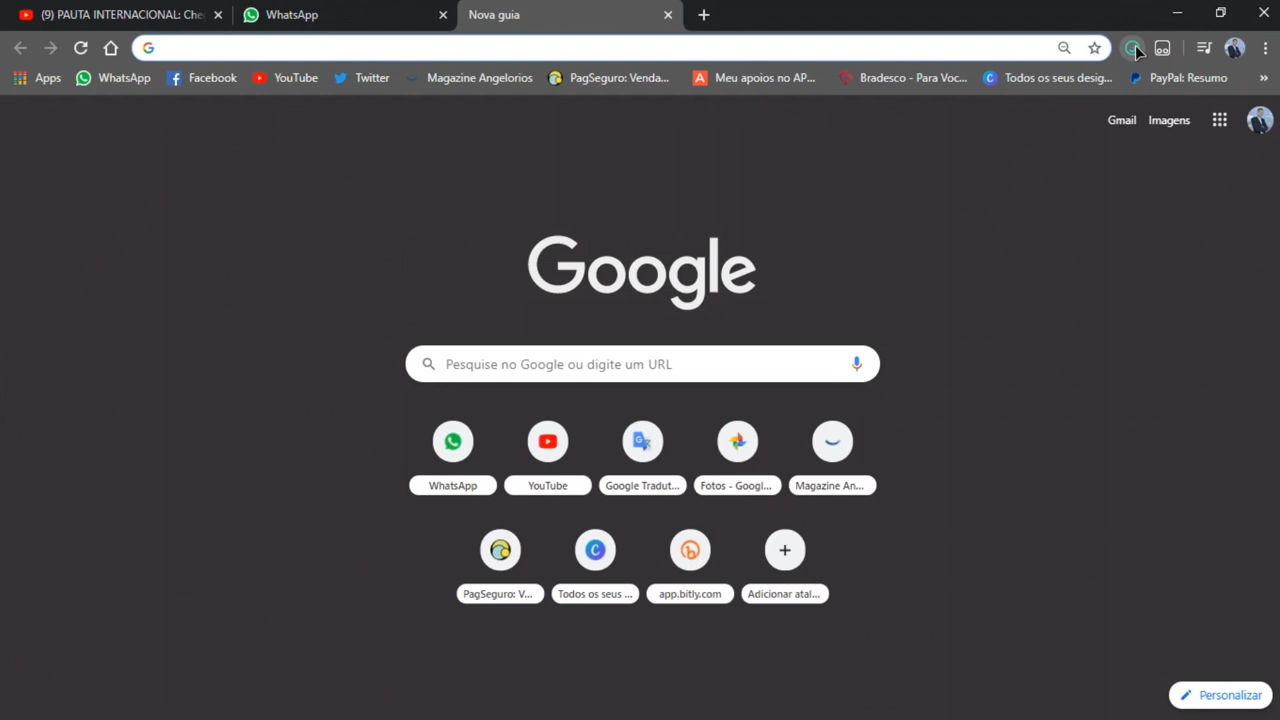 (9) PAUTA INTERNACIONAL: Che
WhatsApp
Nova guia
Apps
WhatsApp
Facebook
YouTube
Twitter
Magazine Angelorios
PagSeguro: Venda...
Meu apoios no AP...
Bradesco - Para Voc...
Todos os seus desig...
PayPal: Resumo
»
Gmail
Imagens
Google
Pesquise no Google ou digite um URL
WhatsApp
YouTube
Google Tradut...
Fotos - Googl...
Magazine An...
PagSeguro: V...
Todos os seus ...
app.bitly.com
Adicionar atal...
Personalizar